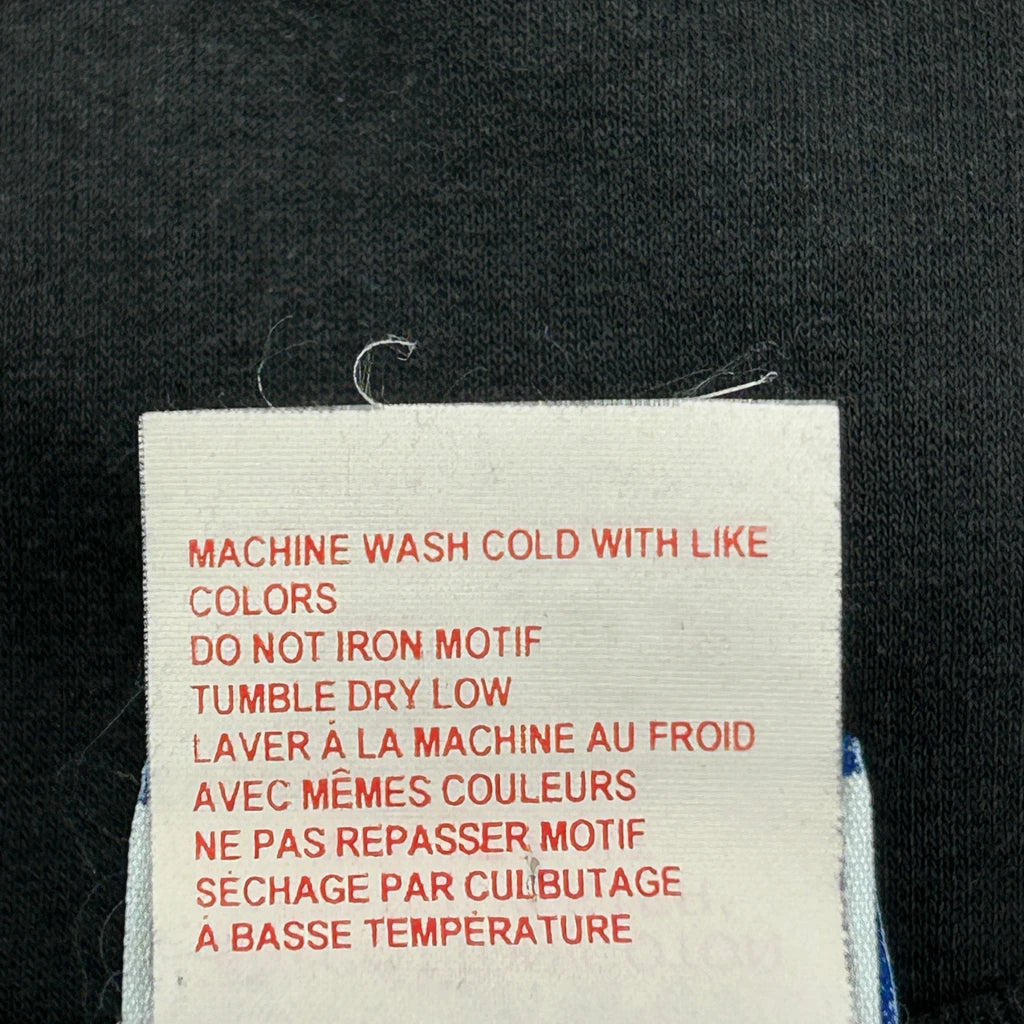 MACHINE WASH COLD WITH LIKE
COLORS
DO NOT IRON MOTIF
TUMBLE DRY LOW
LAVER À LA MACHINE AU FROID
AVEC MÊMES COULEURS
NE PAS REPASSER MOTIF
SÉCHAGE PAR CULBUTAGE
À BASSE TEMPÉRATURE